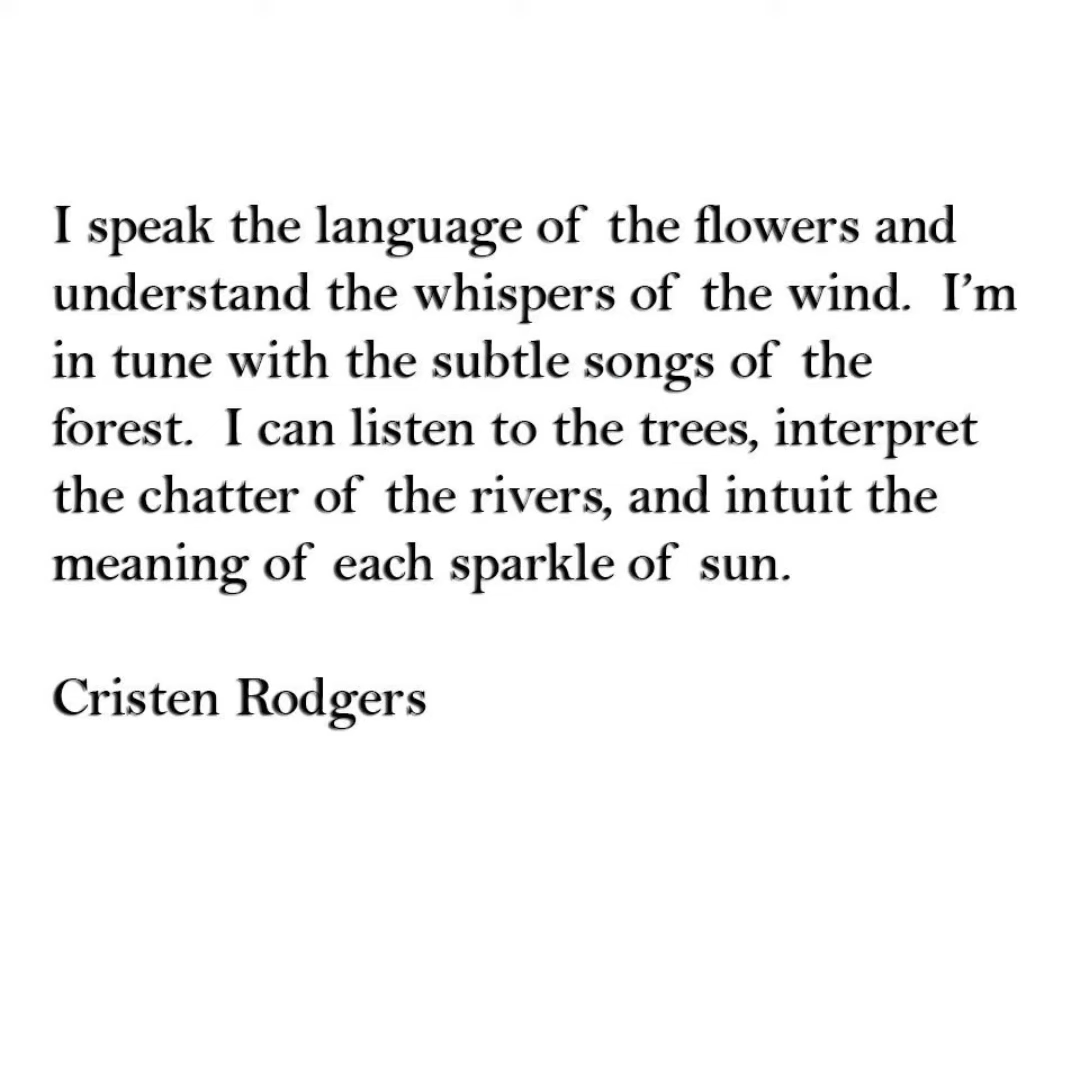 I speak the language of the flowers and
understand the whispers of the wind. I’m
in tune with the subtle songs of the
forest. I can listen to the trees, interpret
the chatter of the rivers, and intuit the
meaning of each sparkle of sun.
Cristen Rodgers